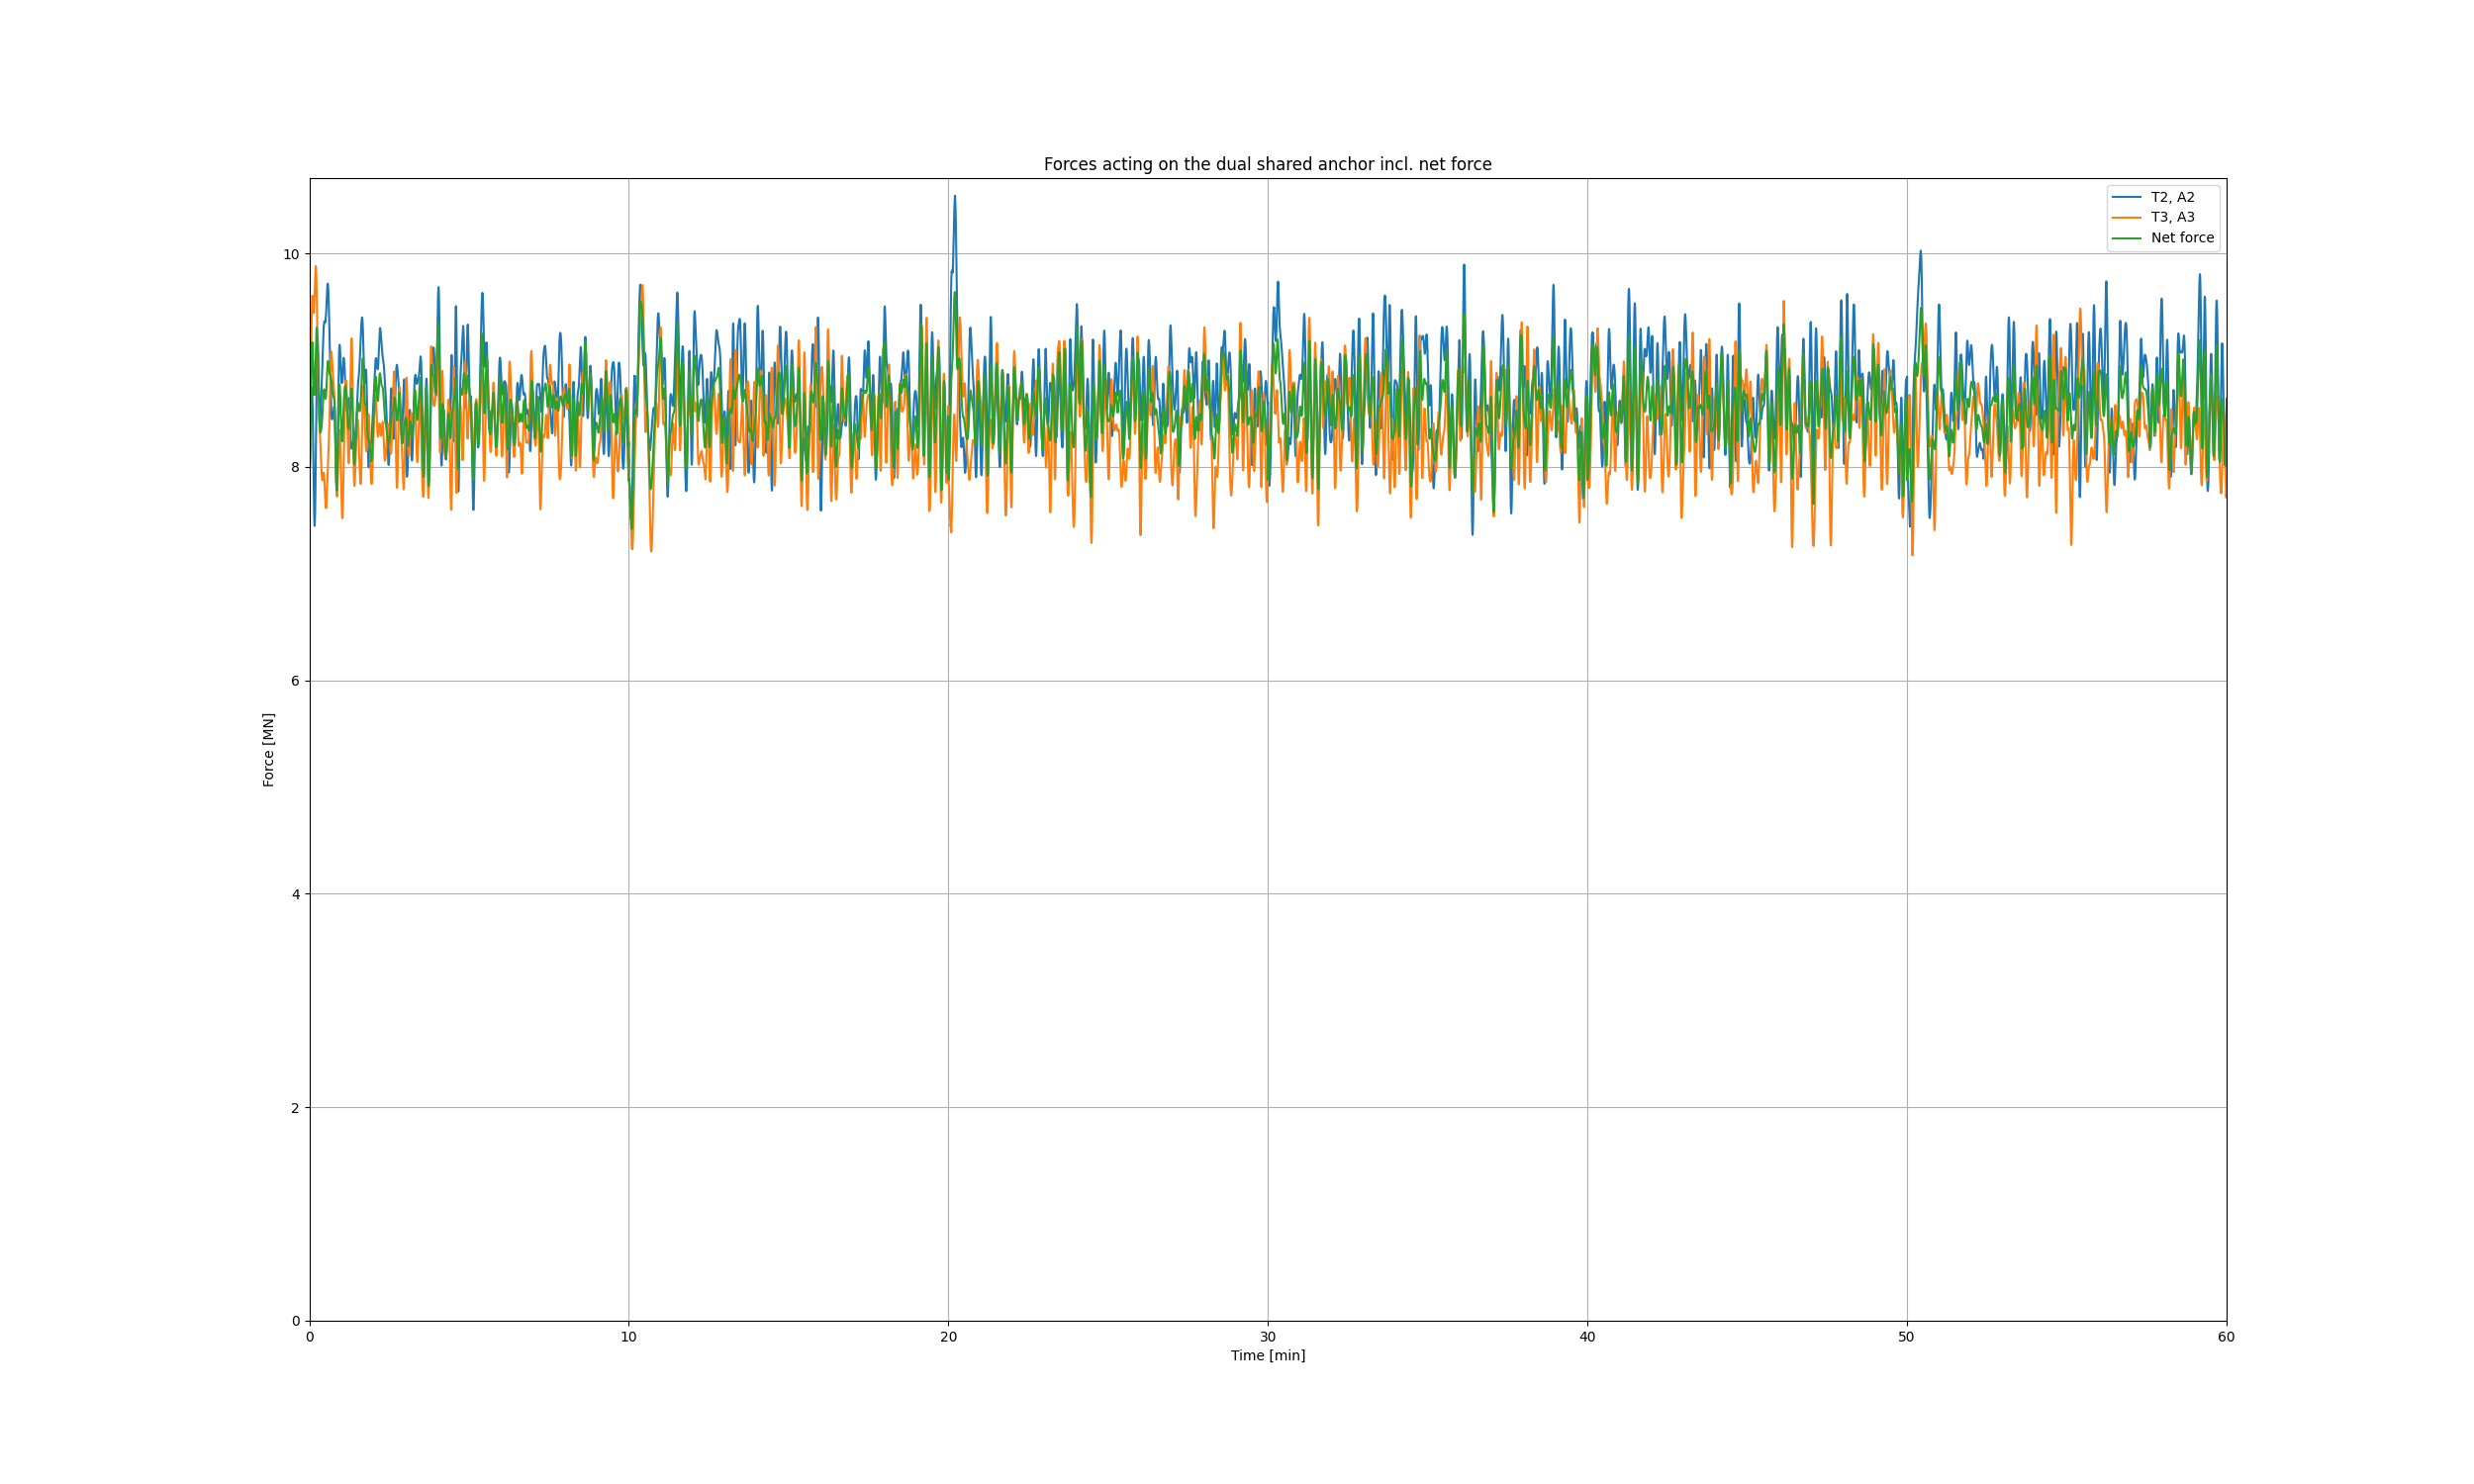 Forces acting on the dual shared anchor incl. net force
T2, A2
T3, A3
Net force
10
8
6
4
2
0
Force [MN]
0 10 20 30 40 50 60
Time [min]